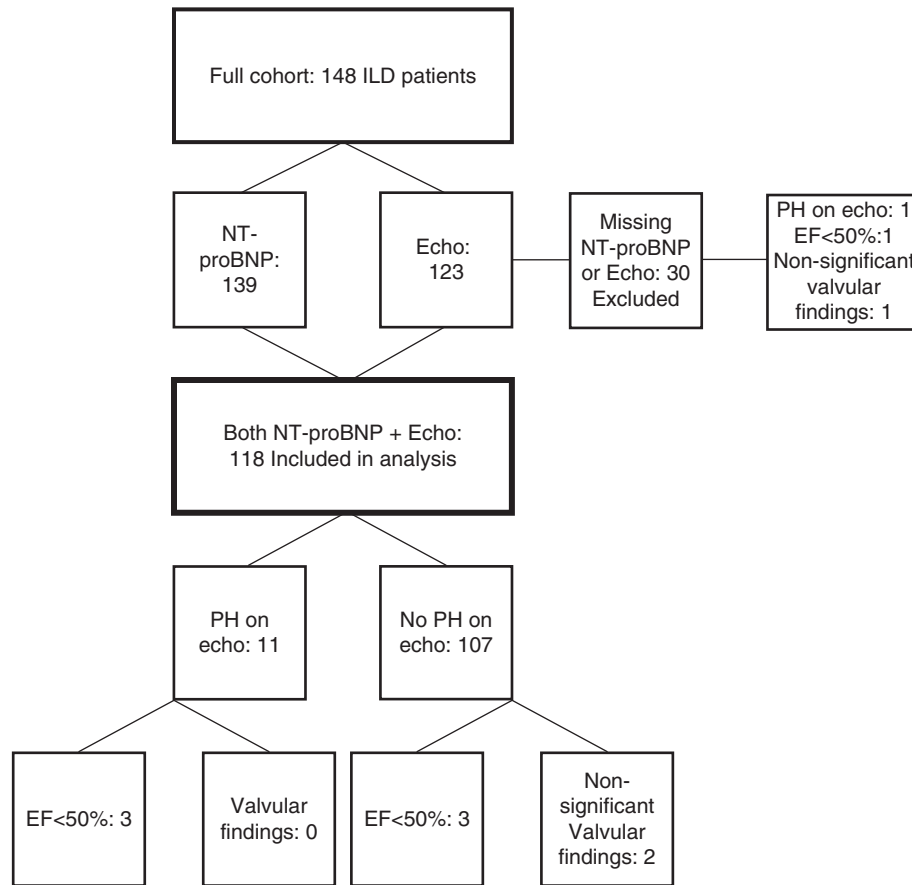 Full cohort: 148 ILD patients
NT-
proBNP:
139
Echo:
123
Missing
NT-proBNP
or Echo: 30
Excluded
PH on echo: 1
EF<50%:1
Non-significant
valvular
findings: 1
Both NT-proBNP + Echo:
118 Included in analysis
PH on
echo: 11
No PH on
echo: 107
EF<50%: 3
Valvular
findings: 0
EF<50%: 3
Non-
significant
Valvular
findings: 2